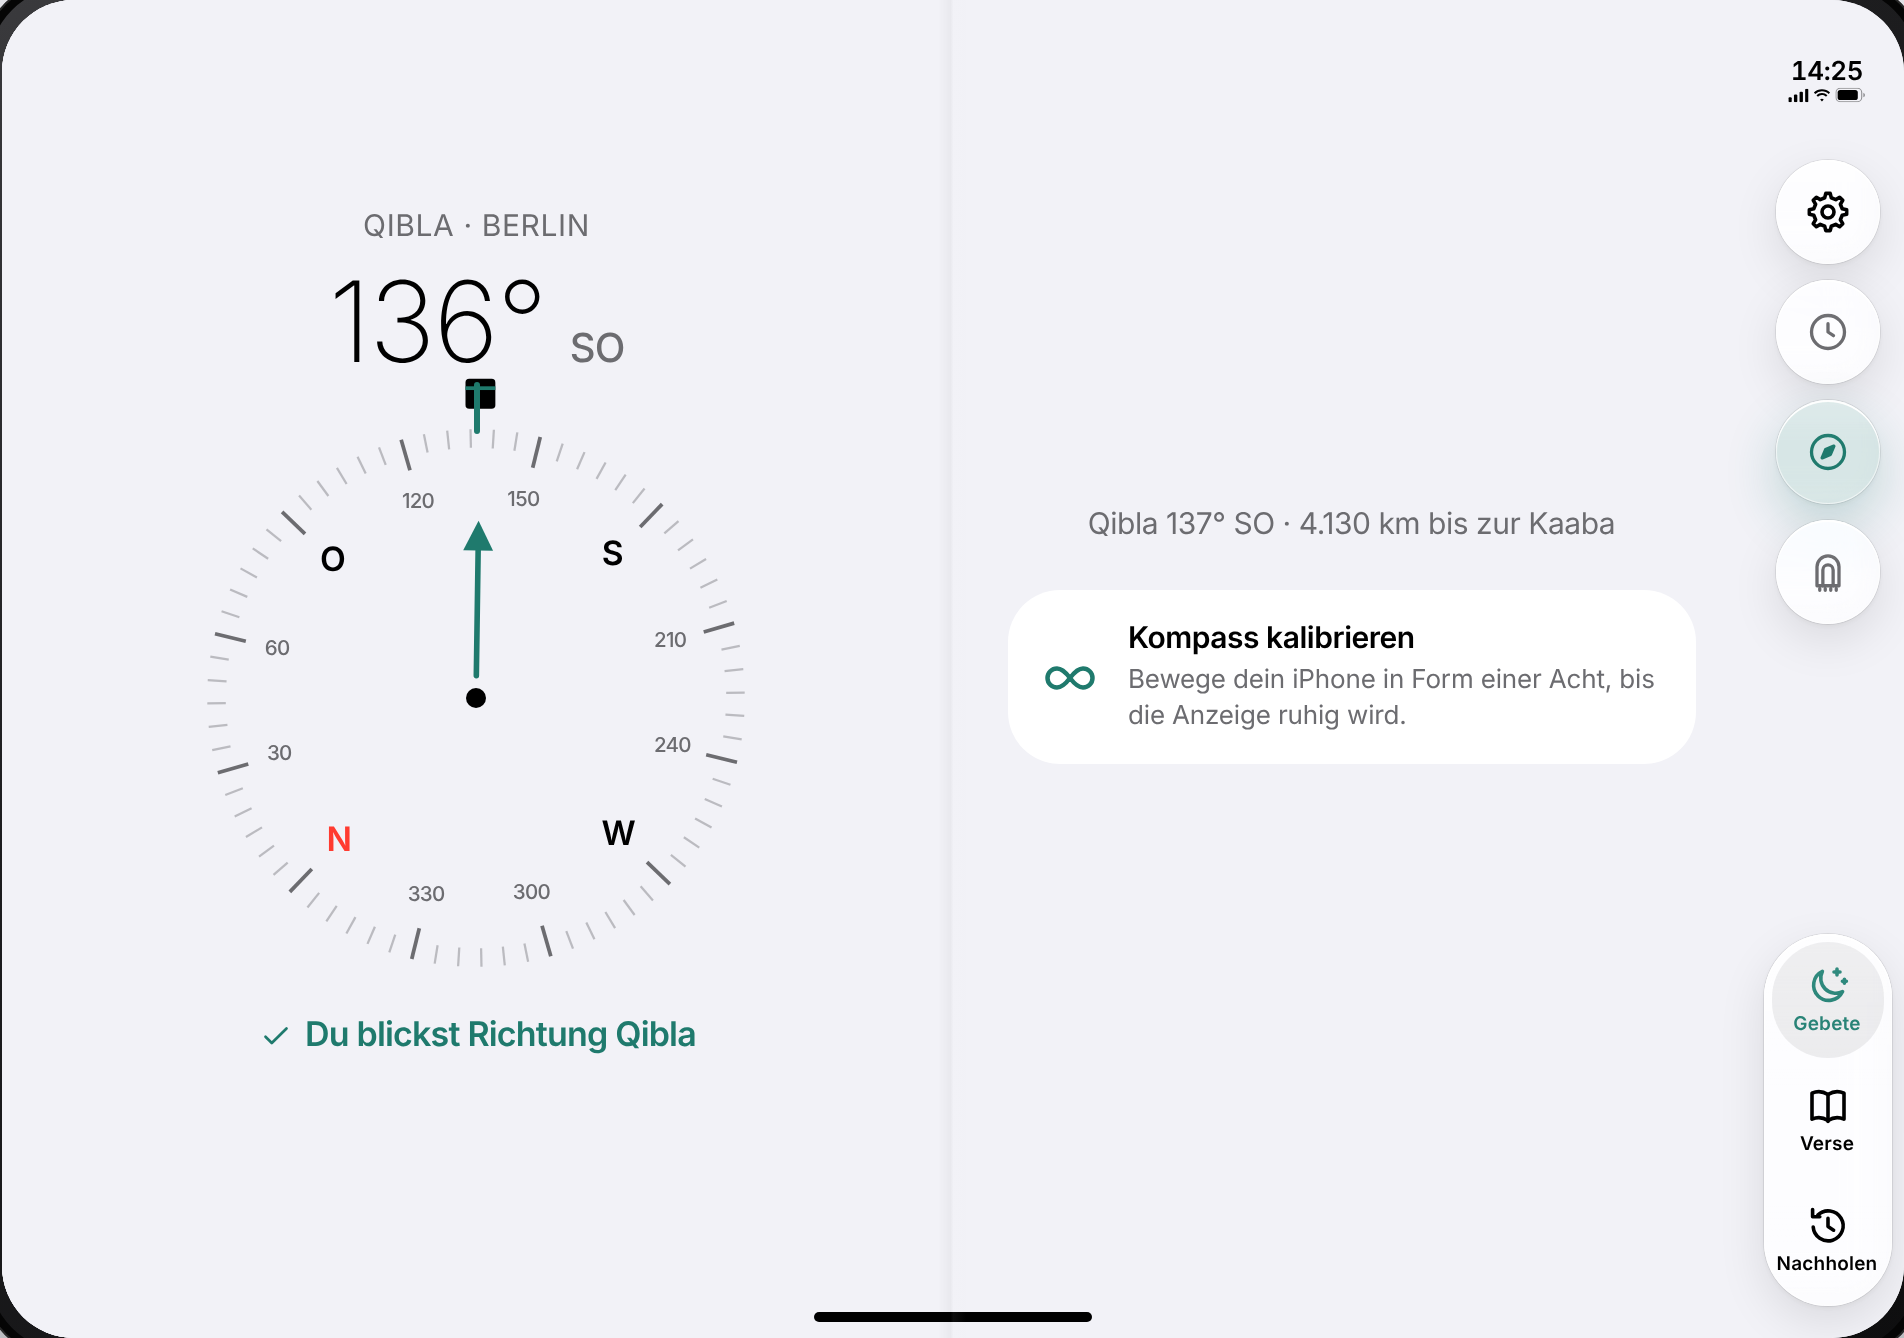 14:25
QIBLA · BERLIN
136° SO
120
150
O
S
60
210
30
240
N
W
330
300
Du blickst Richtung Qibla
Qibla 137° SO · 4.130 km bis zur Kaaba
Kompass kalibrieren
Bewege dein iPhone in Form einer Acht, bis
die Anzeige ruhig wird.
Gebete
Verse
Nachholen